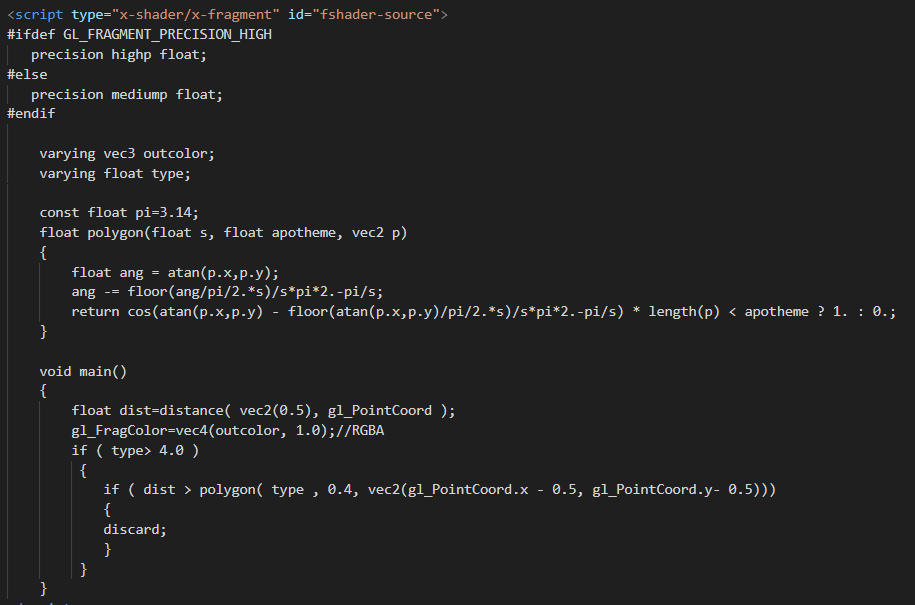 <script type="x-shader/x-fragment" id="fshader-source">
#ifdef GL_FRAGMENT_PRECISION_HIGH
precision highp float;
#else
precision mediump float;
#endif
varying vec3 outcolor;
varying float type;
const float pi=3.14;
float polygon(float s, float apotheme, vec2 p)
{
float ang = atan(p.x,p.y);
ang -= floor(ang/pi/2.*s)/s*pi*2.-pi/s;
return cos(atan(p.x,p.y) - floor(atan(p.x,p.y)/pi/2.*s)/s*pi*2.-pi/s) * length(p) < apotheme ? 1. : 0.;
}
void main()
{
float dist=distance( vec2(0.5), gl_PointCoord );
gl_FragColor=vec4(outcolor, 1.0);//RGBA
if ( type> 4.0 )
{
if ( dist > polygon( type , 0.4, vec2(gl_PointCoord.x - 0.5, gl_PointCoord.y- 0.5)))
{
discard;
}
}
}